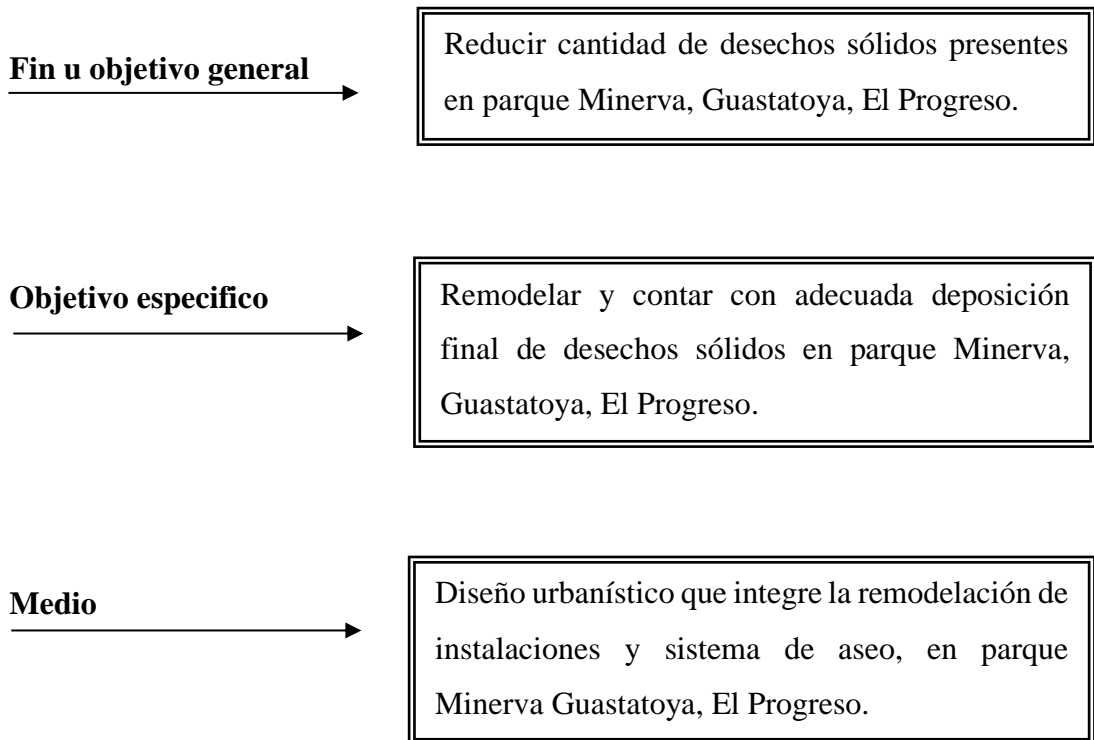 Fin u objetivo general
Reducir cantidad de desechos sólidos presentes
en parque Minerva, Guastatoya, El Progreso.
Objetivo especifico
Remodelar y contar con adecuada deposición
final de desechos sólidos en parque Minerva,
Guastatoya, El Progreso.
Medio
Diseño urbanístico que integre la remodelación de
instalaciones y sistema de aseo, en parque
Minerva Guastatoya, El Progreso.